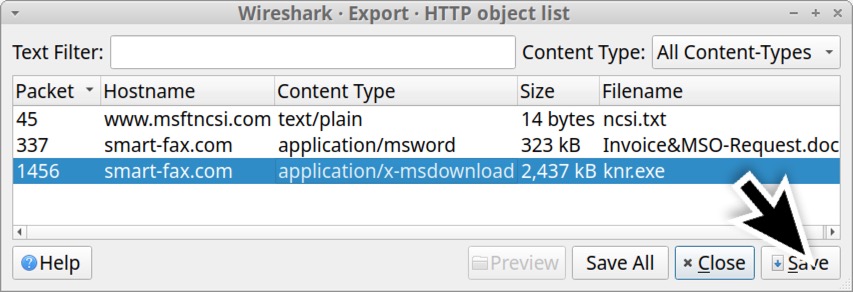 Wireshark · Export · HTTP object list
Text Filter: Content Type: All Content-Types
Packet Hostname Content Type Size Filename
45 www.msftncsi.com text/plain 14 bytes ncsi.txt
337 smart-fax.com application/msword 323 kB Invoice&MSO-Request.doc
1456 smart-fax.com application/x-msdownload 2,437 kB knr.exe
Help Preview Save All Close Save